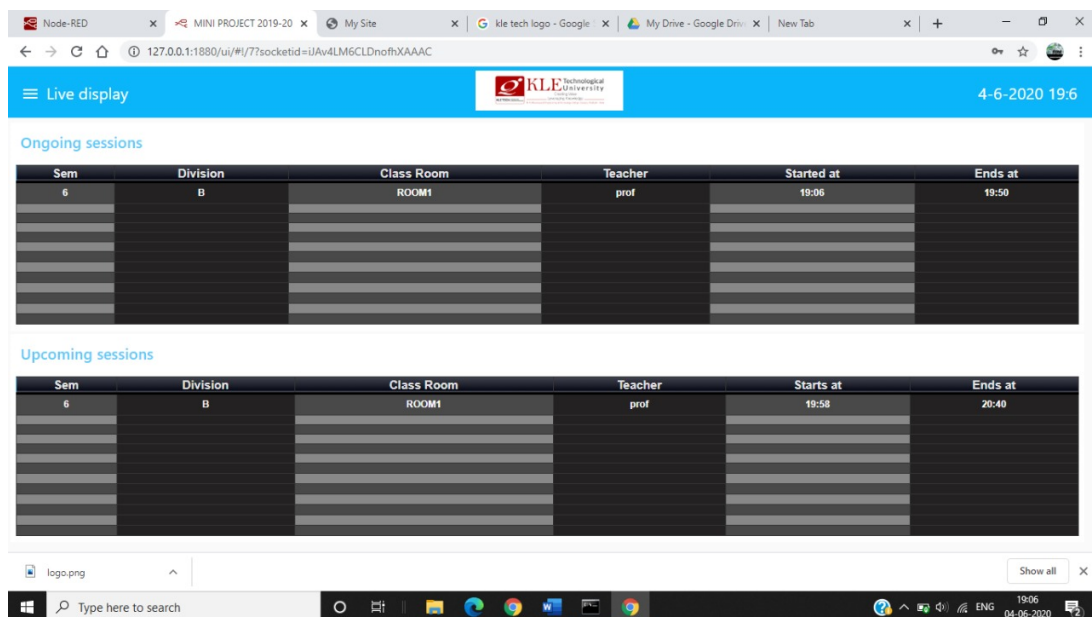 Node-RED MINI PROJECT 2019-20 My Site kle tech logo - Google My Drive - Google Driv New Tab
127.0.0.1:1880/ui/#!/7?socketid=iJAv4LM6CLDnofhXAAAC
Live display KLE Technological University 4-6-2020 19:6
Ongoing sessions
Sem Division Class Room Teacher Started at Ends at
6 B ROOM1 prof 19:06 19:50
Upcoming sessions
Sem Division Class Room Teacher Starts at Ends at
6 B ROOM1 prof 19:58 20:40
logo.png Show all
Type here to search ENG 19:06
04-06-2020